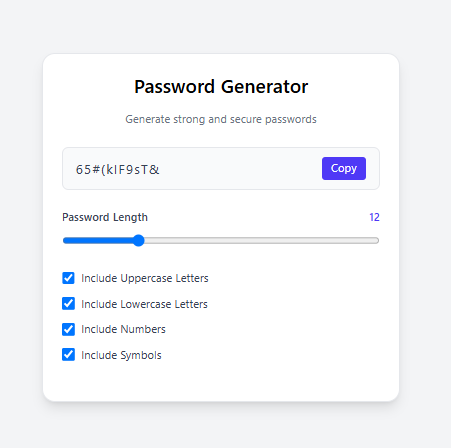 Password Generator
Generate strong and secure passwords
65#(kIF9sT&
Copy
Password Length
12
Include Uppercase Letters
Include Lowercase Letters
Include Numbers
Include Symbols